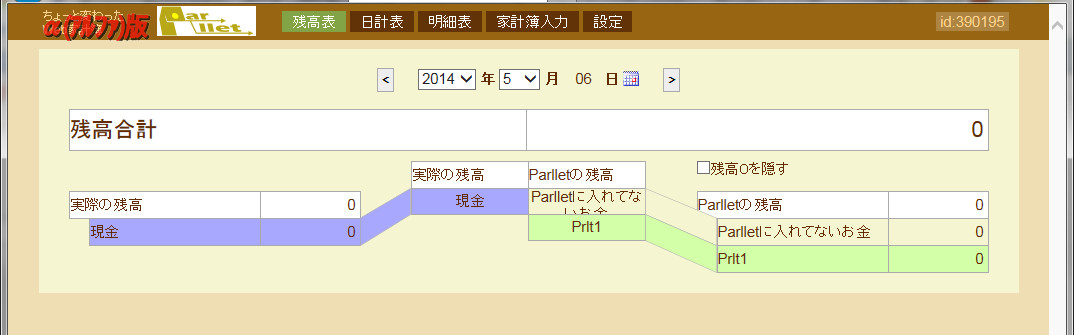 ちょーと変わった
α(アルファ)版
Parllet
残高表 日計表 明細表 家計簿入力 設定
id:390195
< 2014 年 5 月 06 日 >
残高合計 0
実際の残高 Parlletの残高
残高0を隠す
現金 Parlletに入れてな
いお金
Prlt1
実際の残高 0
現金 0
Parlletの残高 0
Parlletに入れてないお金 0
Prlt1 0